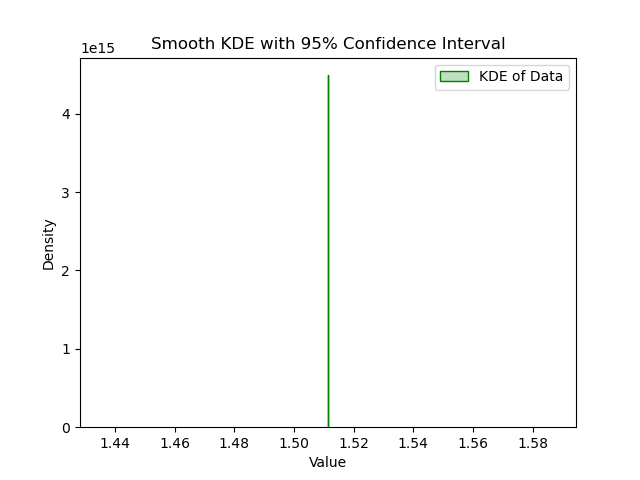 Smooth KDE with 95% Confidence Interval
1e15
KDE of Data
4
3
2
1
0
Density
1.44 1.46 1.48 1.50 1.52 1.54 1.56 1.58
Value